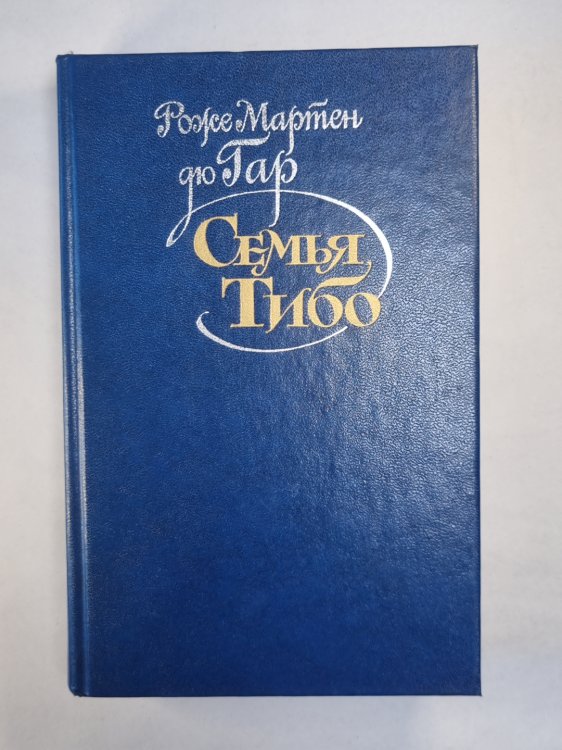 Роже Мартен
дю Гар
Семья
Тибо